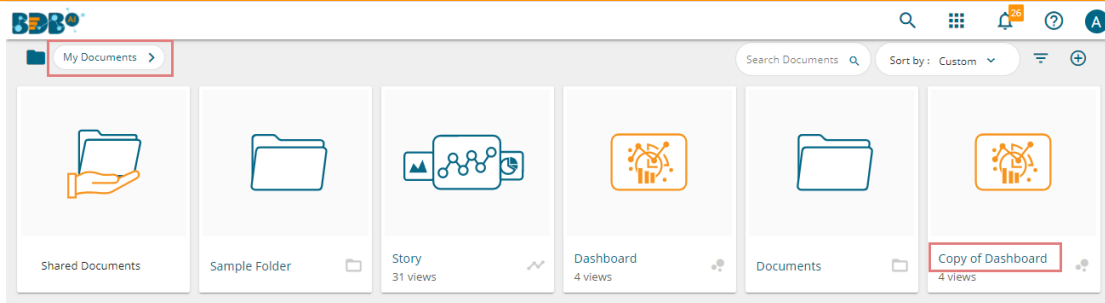 BDB AI
26
?
A
My Documents
Search Documents
Sort by : Custom
Shared Documents
Sample Folder
Story
31 views
Dashboard
4 views
Documents
Copy of Dashboard
4 views